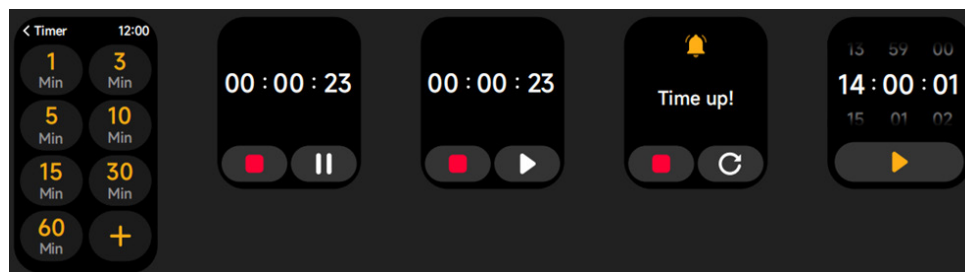 < Timer 12:00
1 3
Min Min
5 10
Min Min
15 30
Min Min
60 +
Min
00 : 00 : 23
00 : 00 : 23
Time up!
13 59 00
14 : 00 : 01
15 01 02